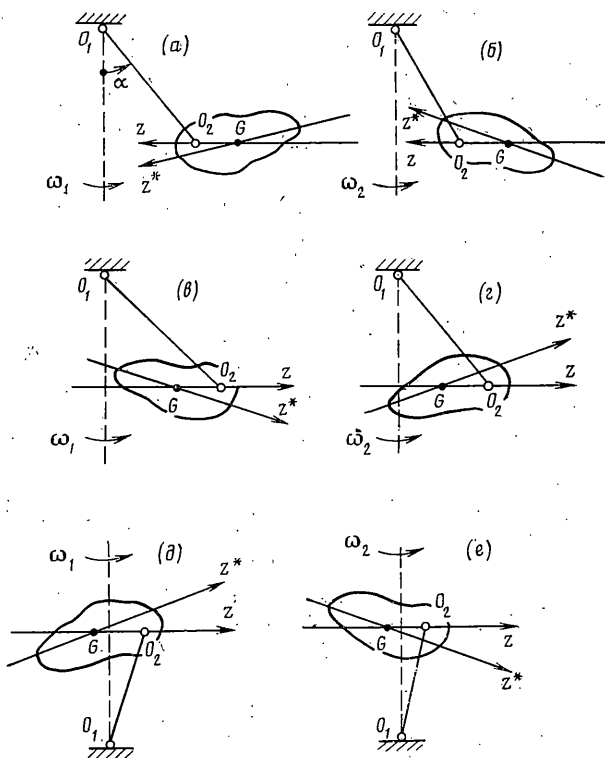 O₁ (а)
α
O₂ G
z
z*
ω₁
O₁ (б)
z*
z O₂ G
ω₂
O₁ (в)
O₂ z
G
z*
ω₁
O₁ (г)
z*
z
G O₂
ω₂
ω₁ (д)
z*
z
G O₂
O₁
ω₂ (е)
O₂
G z
z*
O₁